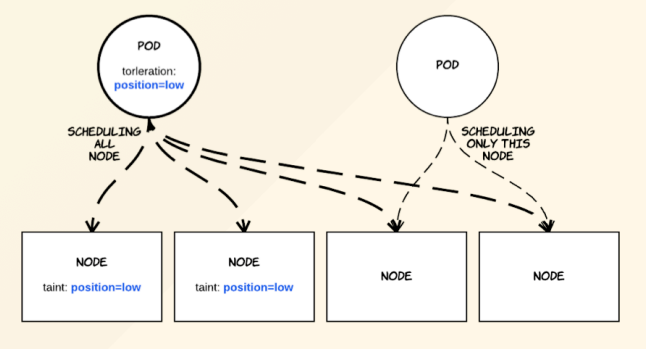 POD
torleration:
position=low
POD
SCHEDULING
ALL
NODE
SCHEDULING
ONLY THIS
NODE
NODE
taint: position=low
NODE
taint: position=low
NODE
NODE